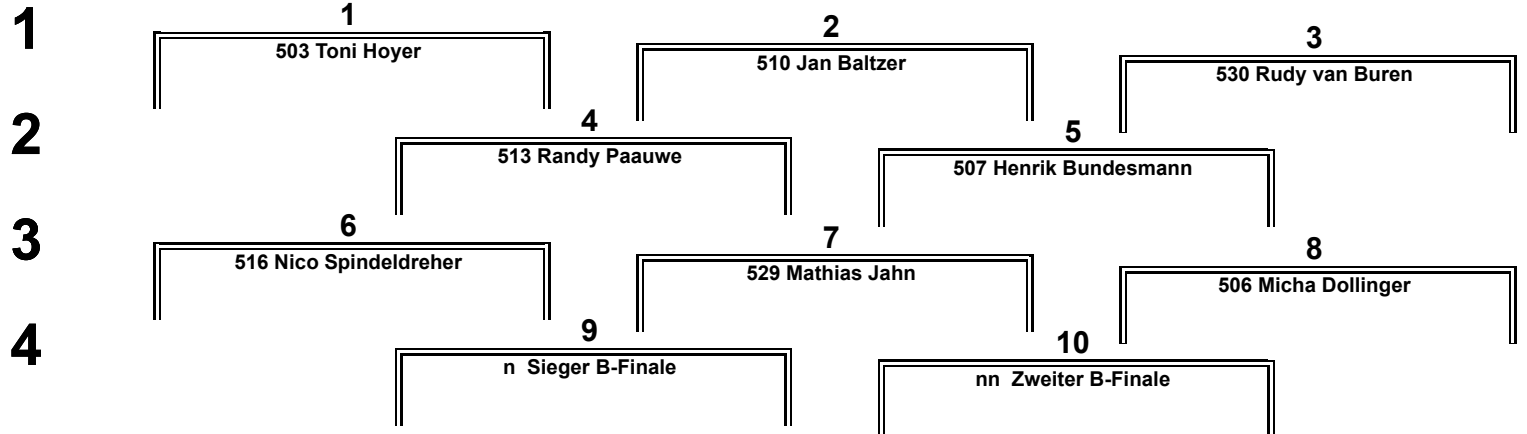 1
1
503 Toni Hoyer
2
510 Jan Baltzer
3
530 Rudy van Buren
2
4
513 Randy Paauwe
5
507 Henrik Bundesmann
3
6
516 Nico Spindeldreher
7
529 Mathias Jahn
8
506 Micha Dollinger
4
9
n Sieger B-Finale
10
nn Zweiter B-Finale